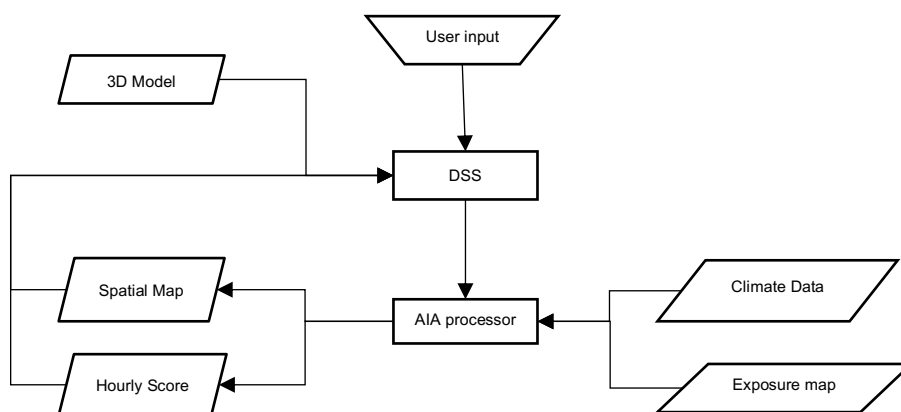 User input
3D Model
DSS
Spatial Map
Climate Data
AIA processor
Hourly Score
Exposure map